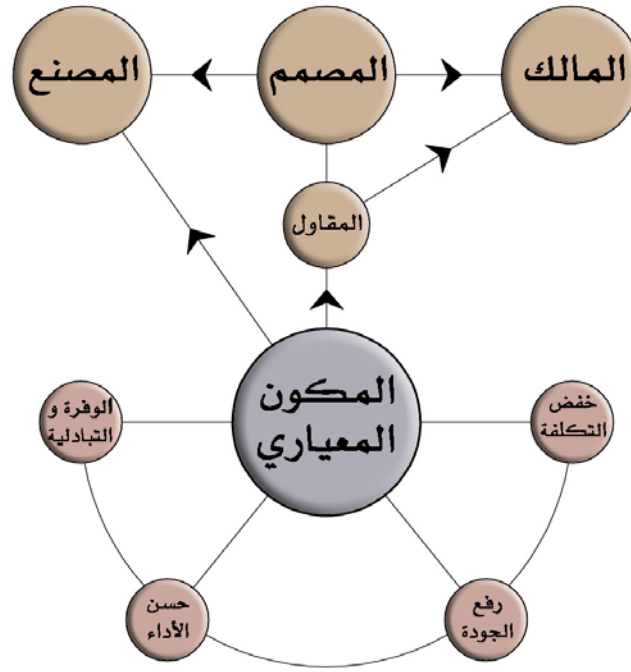 المالك
المصمم
المصنع
المقاول
المكون
المعياري
خفض
التكلفة
الوفرة و
التبادلية
رفع
الجودة
حسن
الأداء